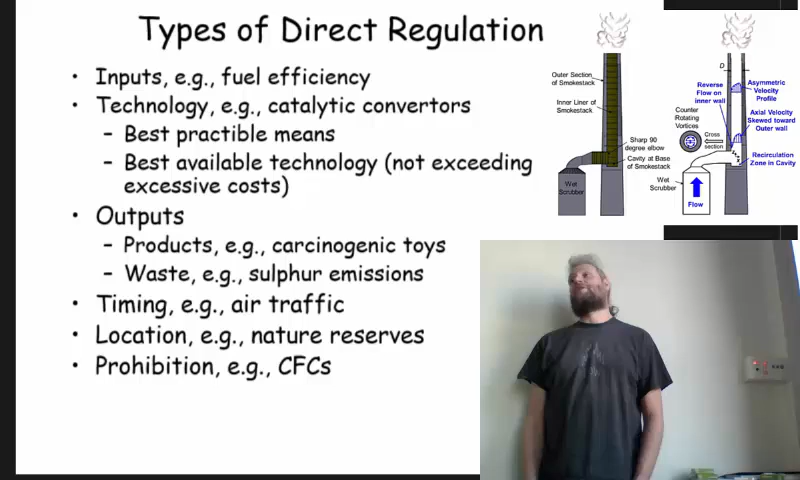 Types of Direct Regulation
• Inputs, e.g., fuel efficiency
• Technology, e.g., catalytic convertors
– Best practible means
– Best available technology (not exceeding
excessive costs)
• Outputs
– Products, e.g., carcinogenic toys
– Waste, e.g., sulphur emissions
• Timing, e.g., air traffic
• Location, e.g., nature reserves
• Prohibition, e.g., CFCs
Outer Section
of Smokestack
Inner Liner of
Smokestack
Sharp 90
degree elbow
Cavity at Base
of Smokestack
Wet
Scrubber
D
Reverse
Flow on
inner wall
Asymmetric
Velocity
Profile
Counter
Rotating
Vortices
Axial Velocity
Skewed toward
Outer wall
Cross
section
Recirculation
Zone in Cavity
Wet
Scrubber
Flow